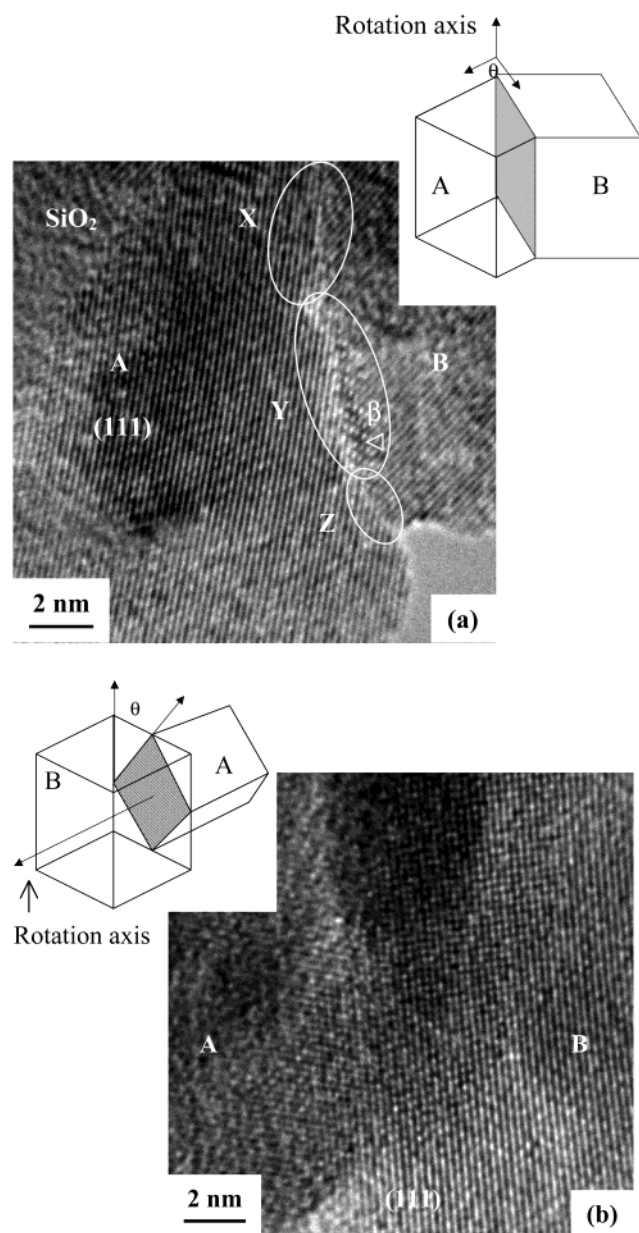 Rotation axis
θ
A
B
SiO₂
X
A
B
(111)
Y
β
Z
2 nm
(a)
θ
B
A
Rotation axis
A
B
2 nm
(111)
(b)